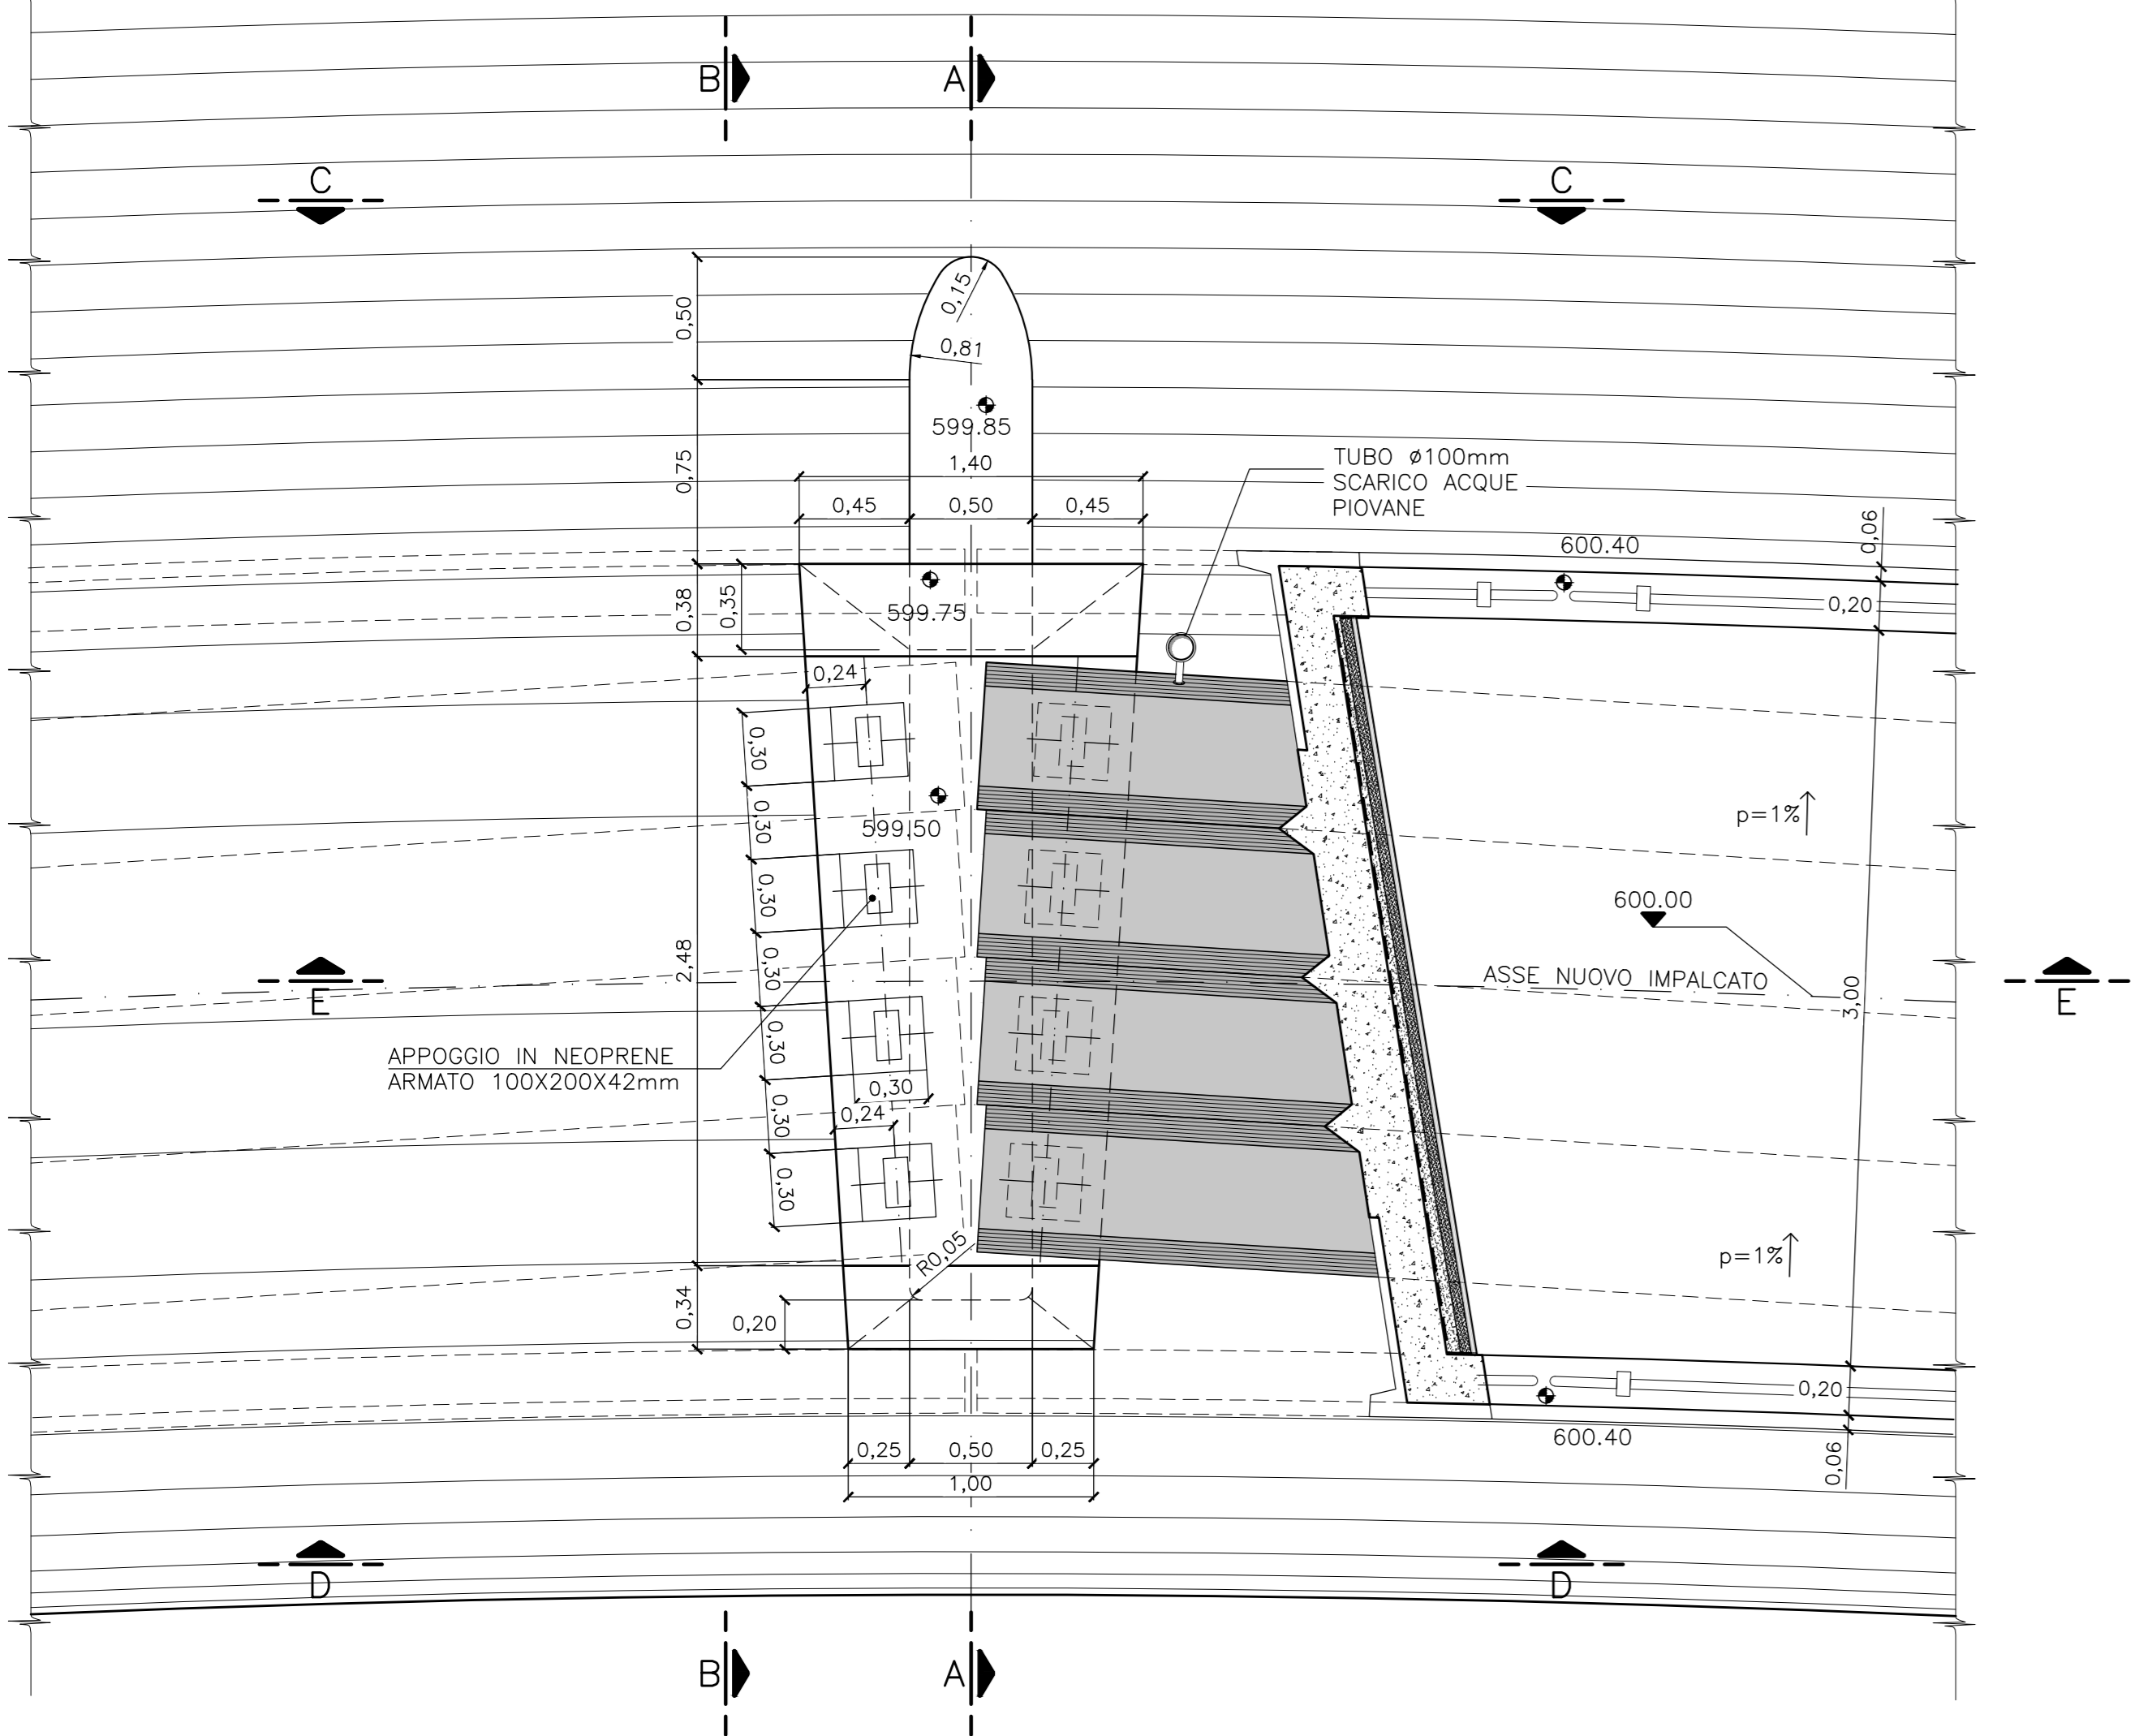 B
A
C
C
0,50
0,15
0,81
599.85
0,75
1,40
TUBO ø100mm
SCARICO ACQUE
PIOVANE
0,45
0,50
0,45
0,06
600.40
0,38
0,35
599.75
0,20
0,24
0,30
0,30
599.50
p=1%
0,30
600.00
2,48
0,30
ASSE NUOVO IMPALCATO
3,00
E
E
0,30
APPOGGIO IN NEOPRENE
ARMATO 100X200X42mm
0,30
0,24
0,30
0,30
R0,05
p=1%
0,34
0,20
0,20
600.40
0,06
0,25
0,50
0,25
1,00
D
D
B
A